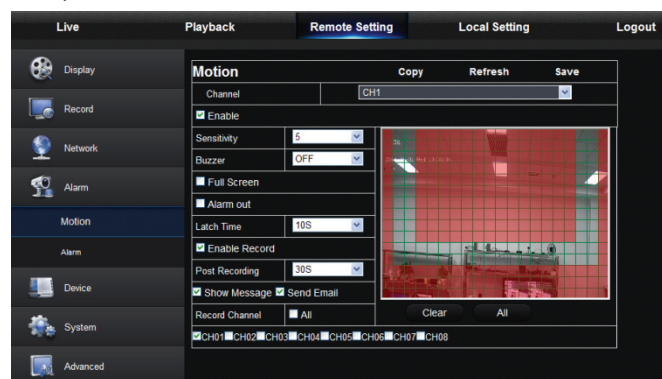 Live Playback Remote Setting Local Setting Logout
Display
Record
Network
Alarm
Motion
Alarm
Device
System
Advanced
Motion Copy Refresh Save
Channel CH1
Enable
Sensitivity 5
Buzzer OFF
Full Screen
Alarm out
Latch Time 10S
Enable Record
Post Recording 30S
Show Message Send Email
Record Channel All
Clear All
CH01 CH02 CH03 CH04 CH05 CH06 CH07 CH08